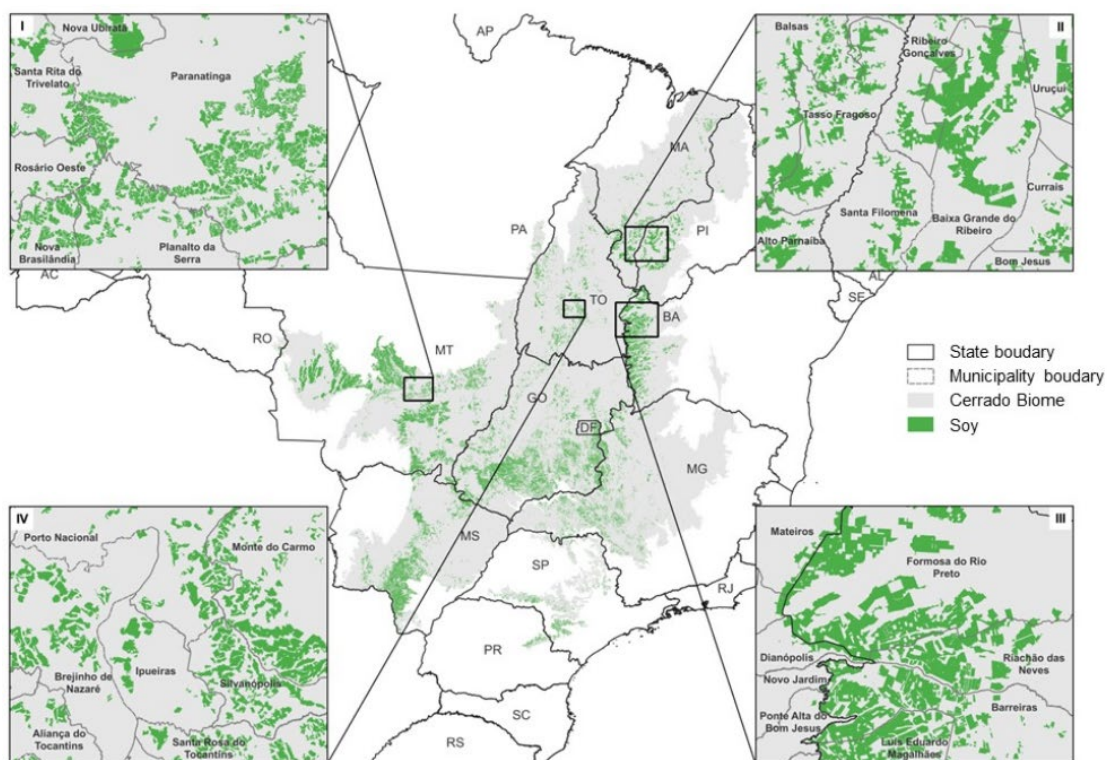 I
Nova Ubiratã
Santa Rita do
Trivelato
Paranatinga
Rosário Oeste
Nova
Brasilândia
Planalto da
Serra
II
Balsas
Ribeiro
Gonçalves
Uruçuí
Tasso Fragoso
Currais
Santa Filomena
Baixa Grande do
Ribeiro
Alto Parnaíba
Bom Jesus
AP
MA
PA
PI
TO
BA
AC
AL
SE
RO
MT
GO
DF
MG
MS
SP
RJ
PR
SC
RS
State boudary
Municipality boudary
Cerrado Biome
Soy
IV
Porto Nacional
Monte do Carmo
Ipueiras
Brejinho de
Nazaré
Silvanópolis
Aliança do
Tocantins
Santa Rosa do
Tocantins
III
Mateiros
Formosa do Rio
Preto
Dianópolis
Riachão das
Neves
Novo Jardim
Barreiras
Ponte Alta do
Bom Jesus
Luís Eduardo
Magalhães